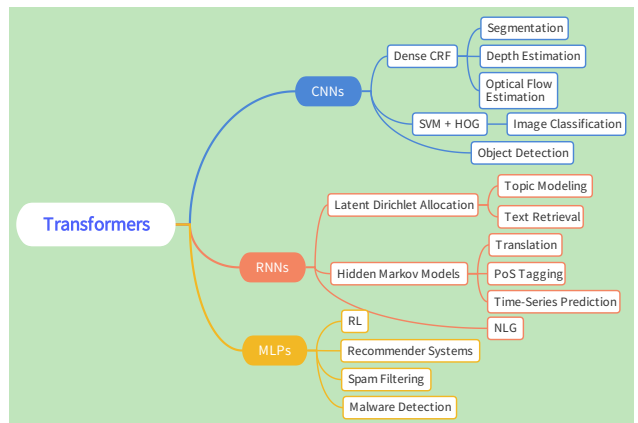 Transformers
CNNs
Dense CRF
Segmentation
Depth Estimation
Optical Flow
Estimation
SVM + HOG
Image Classification
Object Detection
RNNs
Latent Dirichlet Allocation
Topic Modeling
Text Retrieval
Hidden Markov Models
Translation
PoS Tagging
Time-Series Prediction
NLG
MLPs
RL
Recommender Systems
Spam Filtering
Malware Detection